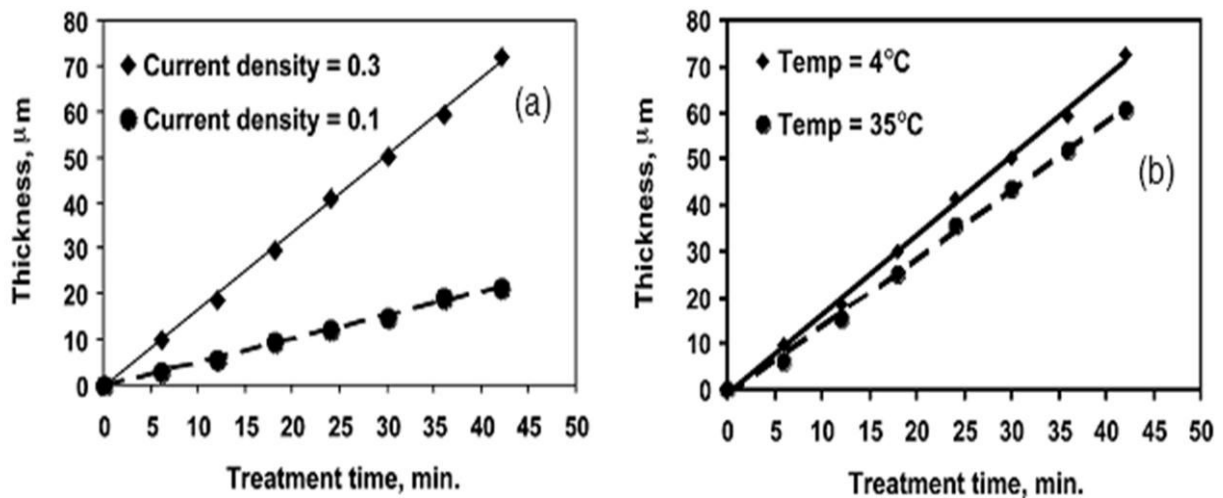 80
70
60
50
40
30
20
10
0
Thickness, μm
◆ Current density = 0.3
● Current density = 0.1
(a)
0 5 10 15 20 25 30 35 40 45 50
Treatment time, min.
80
70
60
50
40
30
20
10
0
Thickness, μm
◆ Temp = 4°C
● Temp = 35°C
(b)
0 5 10 15 20 25 30 35 40 45 50
Treatment time, min.